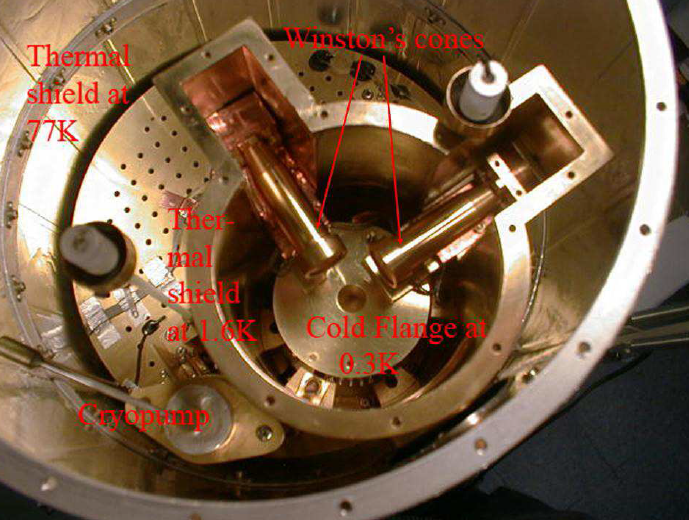 Winston's cones
Thermal
shield at
77K
Ther-
mal
shield
at 1.6K
Cold Flange at
0.3K
Cryopump